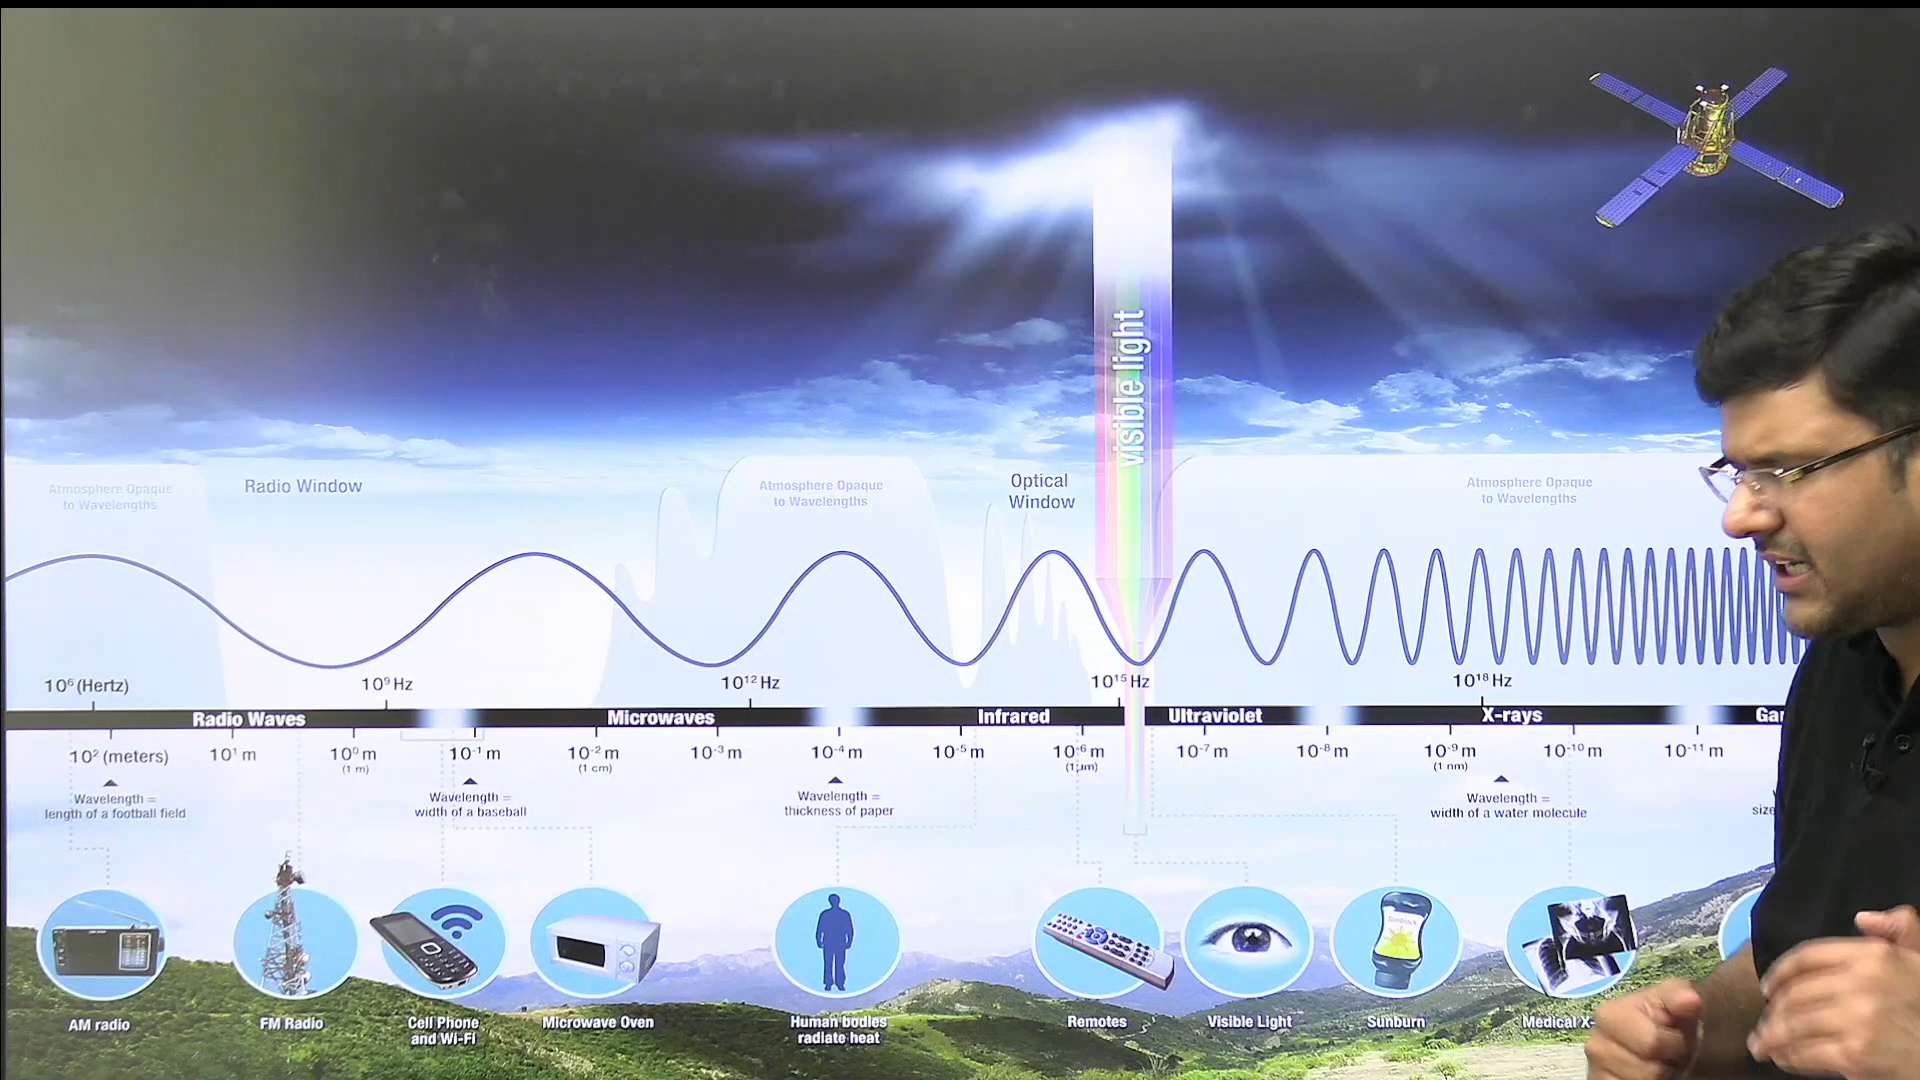 visible light
Atmosphere Opaque
to Wavelengths
Radio Window
Atmosphere Opaque
to Wavelengths
Optical
Window
Atmosphere Opaque
to Wavelengths
10⁶ (Hertz)
10⁹ Hz
10¹² Hz
10¹⁵ Hz
10¹⁸ Hz
Radio Waves
Microwaves
Infrared
Ultraviolet
X-rays
10² (meters)
10¹ m
10⁰ m
(1 m)
10⁻¹ m
10⁻² m
(1 cm)
10⁻³ m
10⁻⁴ m
10⁻⁵ m
10⁻⁶ m
(1 µm)
10⁻⁷ m
10⁻⁸ m
10⁻⁹ m
(1 nm)
10⁻¹⁰ m
10⁻¹¹ m
Wavelength =
length of a football field
Wavelength =
width of a baseball
Wavelength =
thickness of paper
Wavelength =
width of a water molecule
Sunblock
AM radio
FM Radio
Cell Phone
and Wi-Fi
Microwave Oven
Human bodies
radiate heat
Remotes
Visible Light
Sunburn
Medical X-